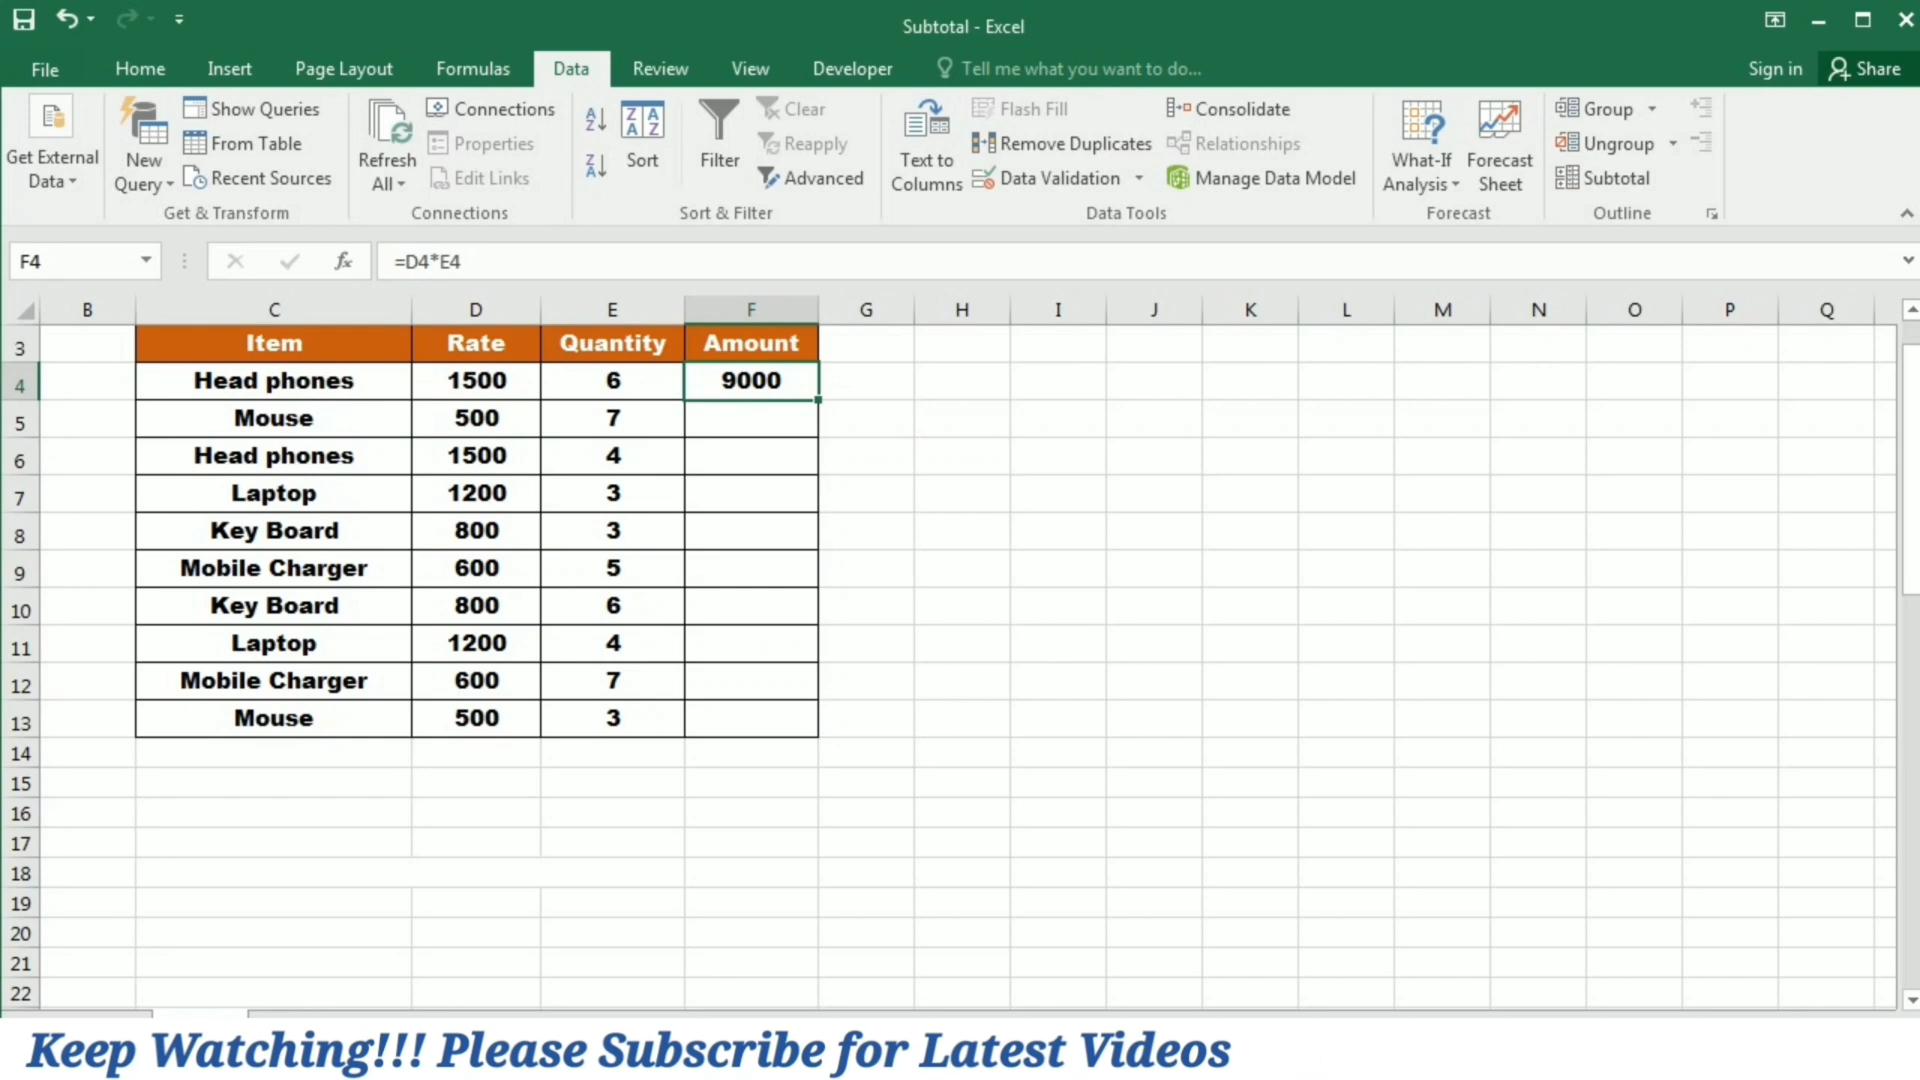 Subtotal - Excel
File Home Insert Page Layout Formulas Data Review View Developer Tell me what you want to do... Sign in Share
Get External Data
New Query
Show Queries
From Table
Recent Sources
Get & Transform
Refresh All
Connections
Properties
Edit Links
Connections
Sort
Filter
Clear
Reapply
Advanced
Sort & Filter
Text to Columns
Flash Fill
Remove Duplicates
Data Validation
Consolidate
Relationships
Manage Data Model
Data Tools
What-If Analysis
Forecast Sheet
Forecast
Group
Ungroup
Subtotal
Outline
F4 fx =D4*E4
B C D E F G H I J K L M N O P Q
3 Item Rate Quantity Amount
4 Head phones 1500 6 9000
5 Mouse 500 7
6 Head phones 1500 4
7 Laptop 1200 3
8 Key Board 800 3
9 Mobile Charger 600 5
10 Key Board 800 6
11 Laptop 1200 4
12 Mobile Charger 600 7
13 Mouse 500 3
14
15
16
17
18
19
20
21
22
Keep Watching!!! Please Subscribe for Latest Videos